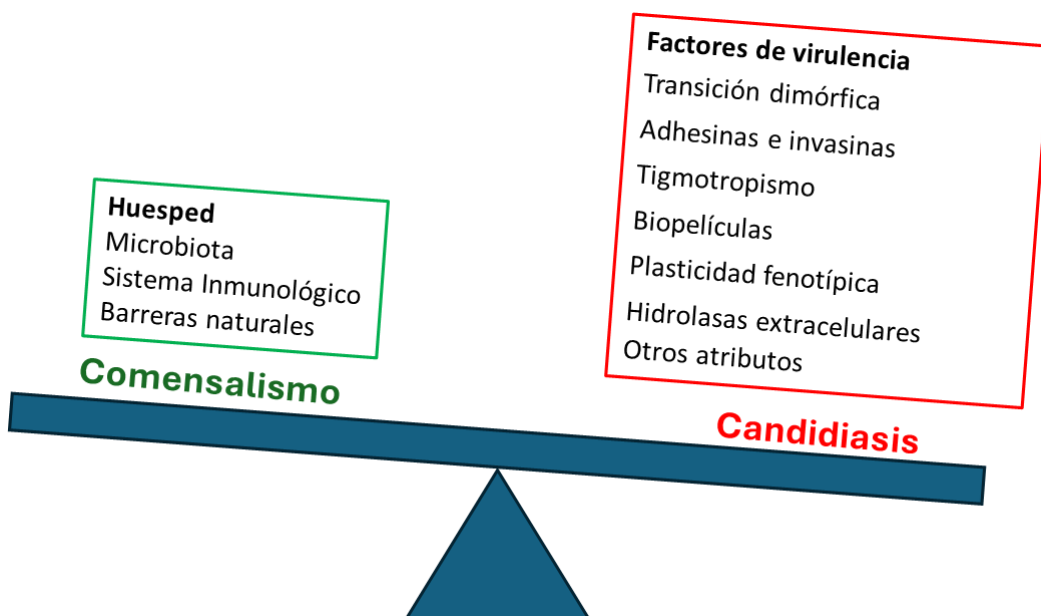 Huesped
Microbiota
Sistema Inmunológico
Barreras naturales
Comensalismo
Factores de virulencia
Transición dimórfica
Adhesinas e invasinas
Tigmotropismo
Biopelículas
Plasticidad fenotípica
Hidrolasas extracelulares
Otros atributos
Candidiasis